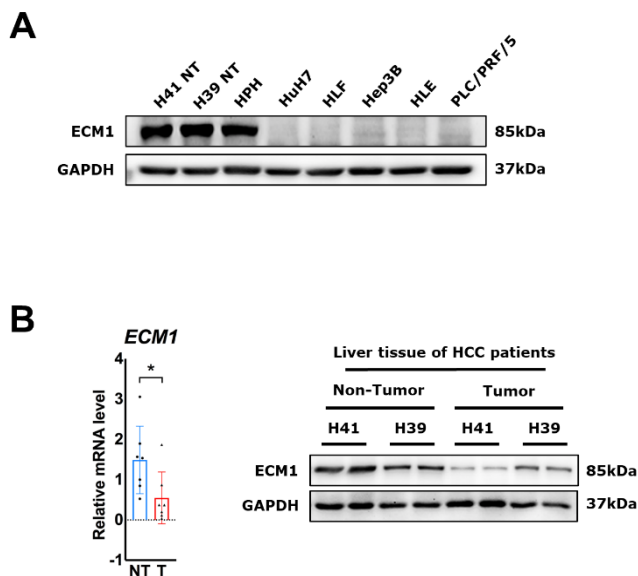 A
H41 NT H39 NT HPH HuH7 HLF Hep3B HLE PLC/PRF/5
ECM1 85kDa
GAPDH 37kDa
B
ECM1
Relative mRNA level
4
*
3
2
1
0
-1
NT T
Liver tissue of HCC patients
Non-Tumor Tumor
H41 H39 H41 H39
ECM1 85kDa
GAPDH 37kDa